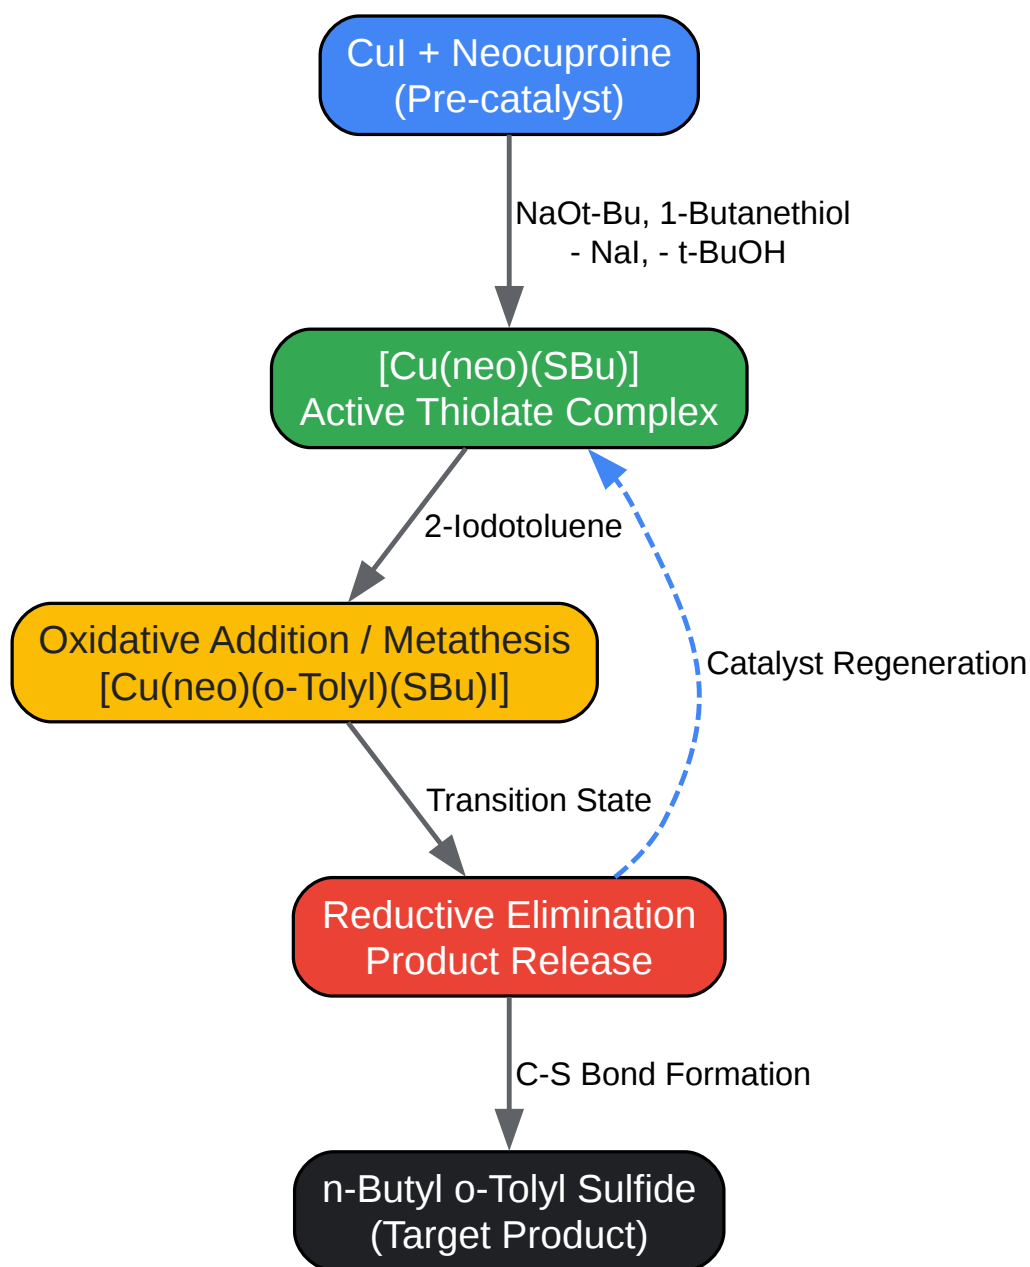 CuI + Neocuproine
(Pre-catalyst)
NaOt-Bu, 1-Butanethiol
- NaI, - t-BuOH
[Cu(neo)(SBu)]
Active Thiolate Complex
2-Iodotoluene
Oxidative Addition / Metathesis
[Cu(neo)(o-Tolyl)(SBu)I]
Catalyst Regeneration
Transition State
Reductive Elimination
Product Release
C-S Bond Formation
n-Butyl o-Tolyl Sulfide
(Target Product)